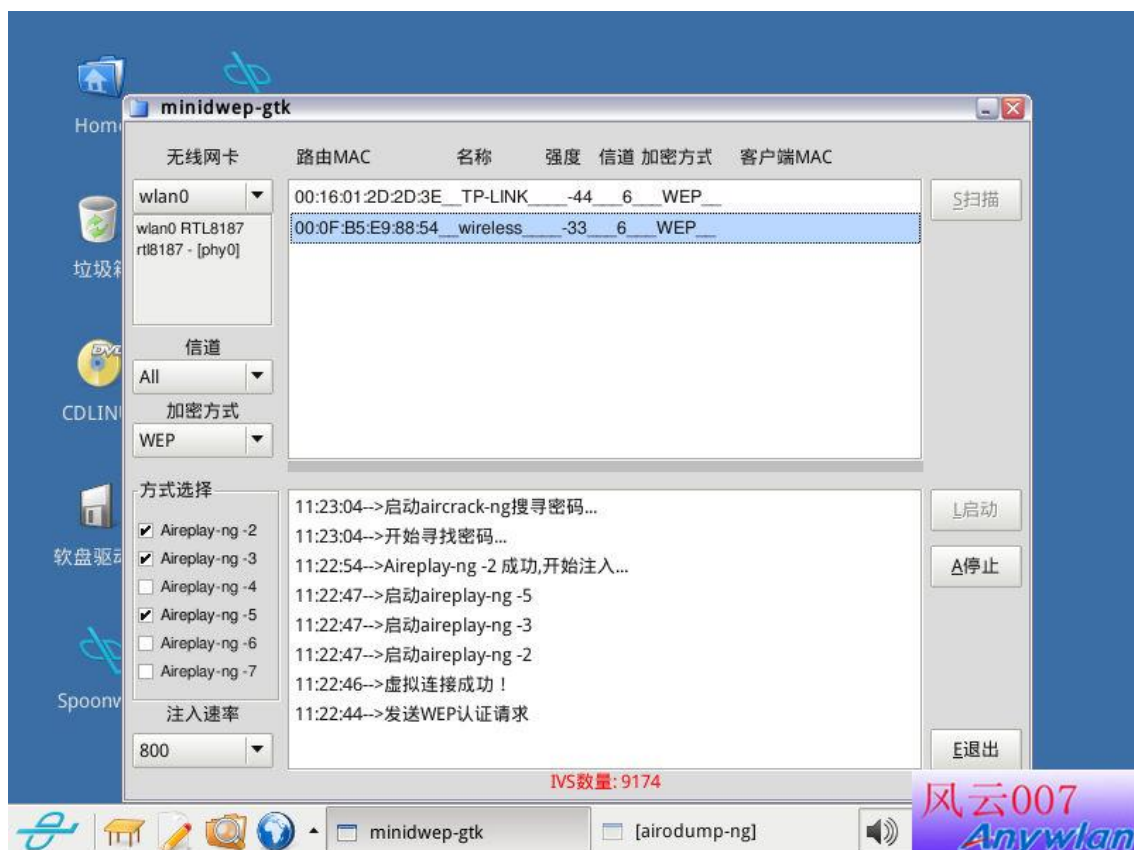 Hom
垃圾
CDLIN
软盘驱
Spoonw
minidwep-gtk
无线网卡
wlan0
wlan0 RTL8187
rtl8187 - [phy0]
信道
All
加密方式
WEP
方式选择
Aireplay-ng -2
Aireplay-ng -3
Aireplay-ng -4
Aireplay-ng -5
Aireplay-ng -6
Aireplay-ng -7
注入速率
800
路由MAC 名称 强度 信道 加密方式 客户端MAC
00:16:01:2D:2D:3E__TP-LINK____-44___6___WEP__
00:0F:B5:E9:88:54__wireless____-33___6___WEP__
11:23:04-->启动aircrack-ng搜寻密码...
11:23:04-->开始寻找密码...
11:22:54-->Aireplay-ng -2 成功,开始注入...
11:22:47-->启动aireplay-ng -5
11:22:47-->启动aireplay-ng -3
11:22:47-->启动aireplay-ng -2
11:22:46-->虚拟连接成功！
11:22:44-->发送WEP认证请求
S扫描
L启动
A停止
E退出
IVS数量: 9174
minidwep-gtk
[airodump-ng]
风云007
Anywlan